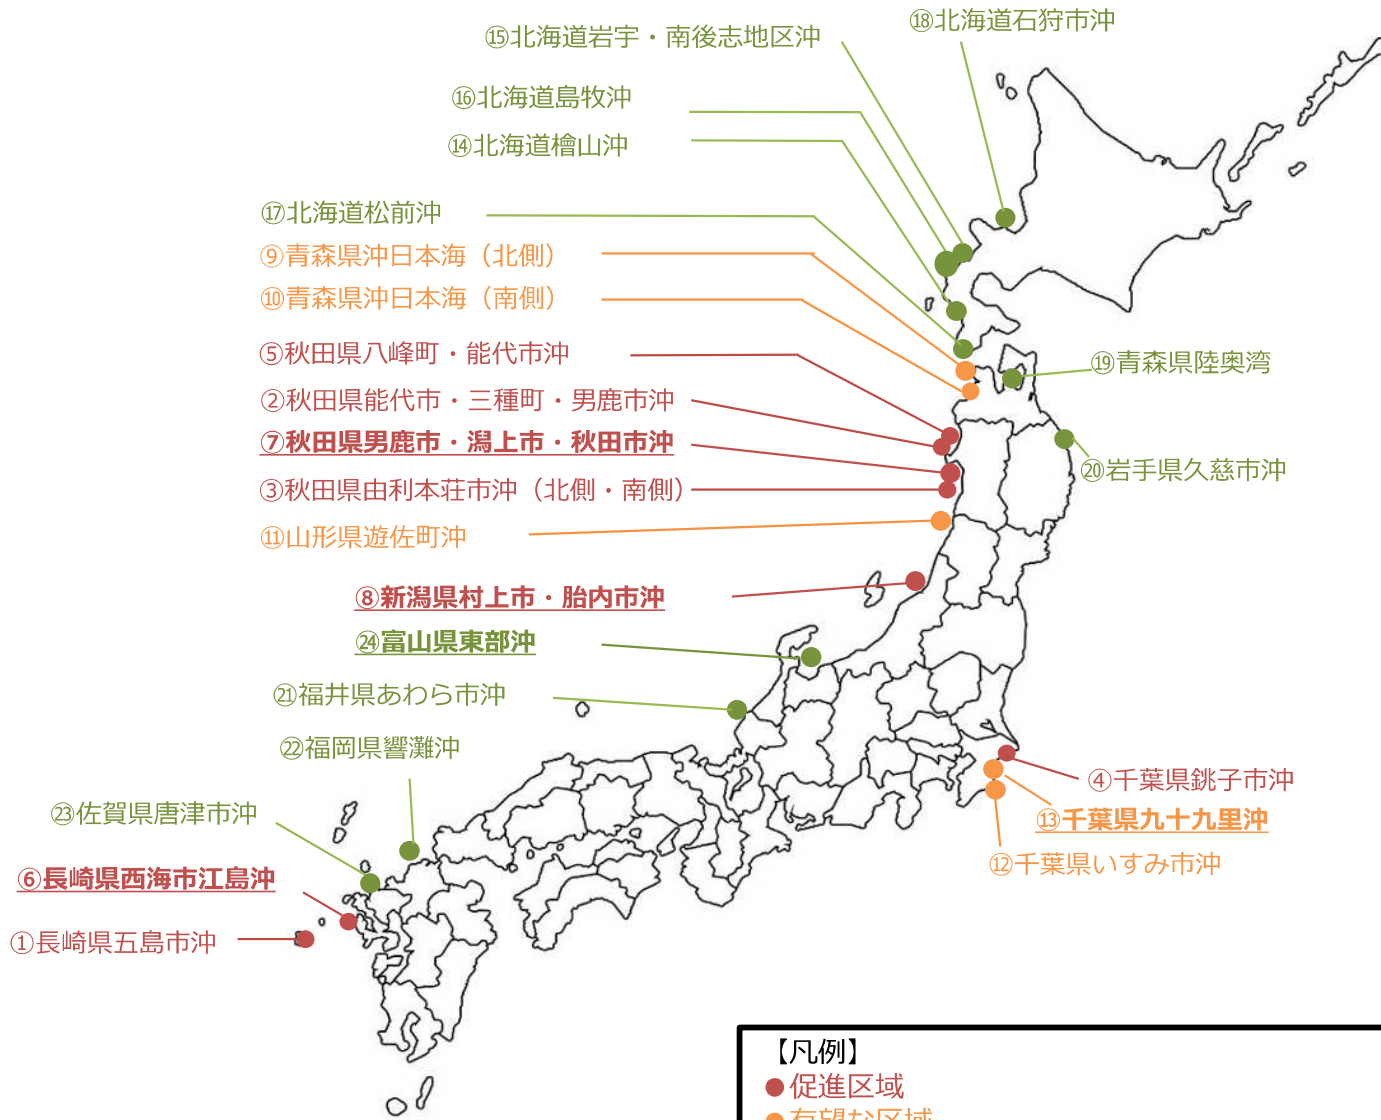 ⑱北海道石狩市沖
⑮北海道岩宇・南後志地区沖
⑯北海道島牧沖
⑭北海道檜山沖
⑰北海道松前沖
⑨青森県沖日本海（北側）
⑩青森県沖日本海（南側）
⑤秋田県八峰町・能代市沖
⑲青森県陸奥湾
②秋田県能代市・三種町・男鹿市沖
⑦秋田県男鹿市・潟上市・秋田市沖
⑳岩手県久慈市沖
③秋田県由利本荘市沖（北側・南側）
⑪山形県遊佐町沖
⑧新潟県村上市・胎内市沖
㉔富山県東部沖
㉑福井県あわら市沖
㉒福岡県響灘沖
④千葉県銚子市沖
㉓佐賀県唐津市沖
⑬千葉県九十九里沖
⑫千葉県いすみ市沖
⑥長崎県西海市江島沖
①長崎県五島市沖
【凡例】
促進区域
有望な区域